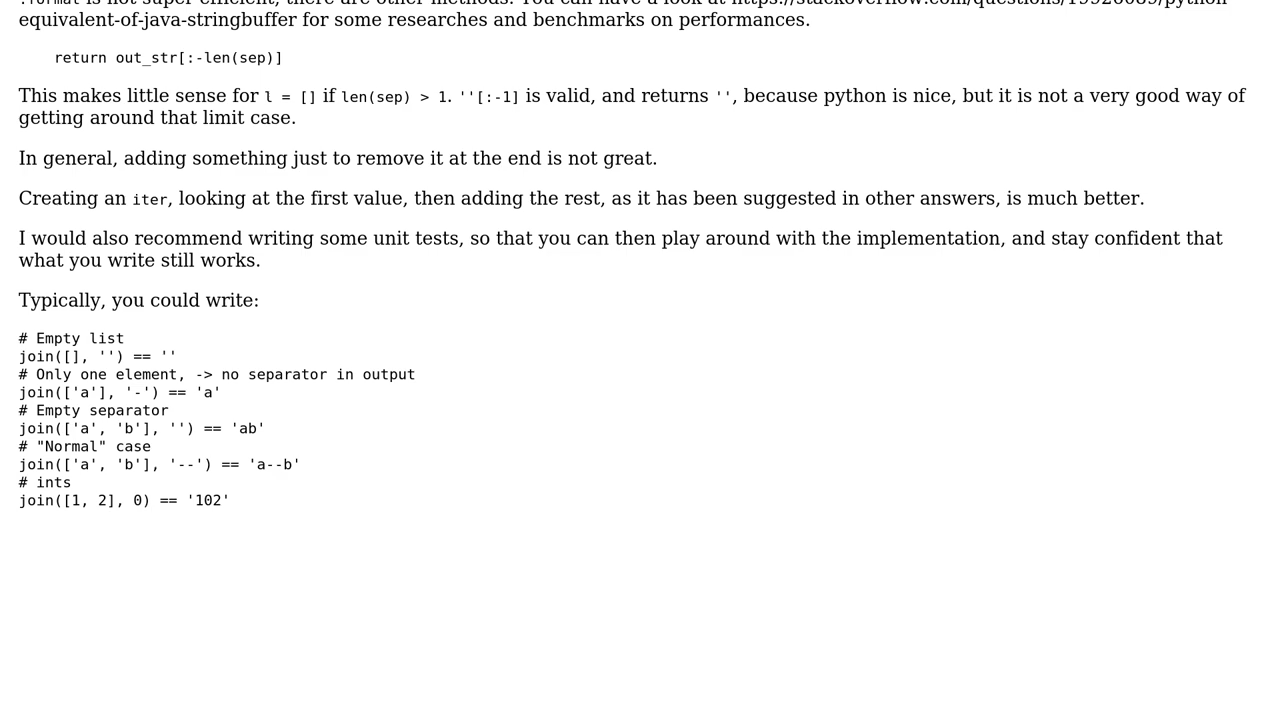 equivalent-of-java-stringbuffer for some researches and benchmarks on performances.
return out_str[:-len(sep)]
This makes little sense for l = [] if len(sep) > 1. ''[:-1] is valid, and returns '', because python is nice, but it is not a very good way of
getting around that limit case.
In general, adding something just to remove it at the end is not great.
Creating an iter, looking at the first value, then adding the rest, as it has been suggested in other answers, is much better.
I would also recommend writing some unit tests, so that you can then play around with the implementation, and stay confident that
what you write still works.
Typically, you could write:
# Empty list
join([], '') == ''
# Only one element, -> no separator in output
join(['a'], '-') == 'a'
# Empty separator
join(['a', 'b'], '') == 'ab'
# "Normal" case
join(['a', 'b'], '--') == 'a--b'
# ints
join([1, 2], 0) == '102'